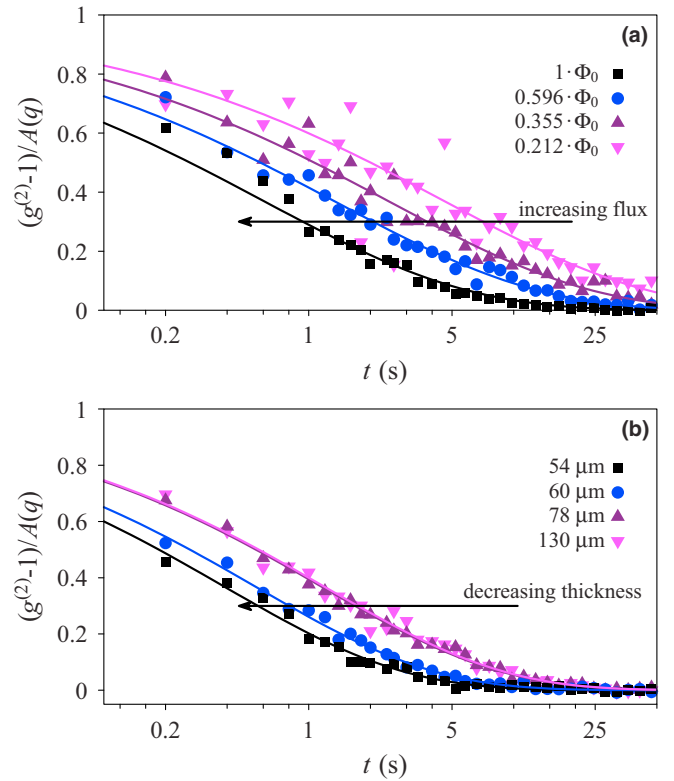 1
(a)
1·Φ0
0.8
0.596·Φ0
0.355·Φ0
0.6
0.212·Φ0
(g(2)-1)/A(q)
0.4
increasing flux
0.2
0
0.2 1 5 25
t (s)
1
(b)
54 μm
0.8
60 μm
78 μm
0.6
130 μm
(g(2)-1)/A(q)
0.4
decreasing thickness
0.2
0
0.2 1 5 25
t (s)